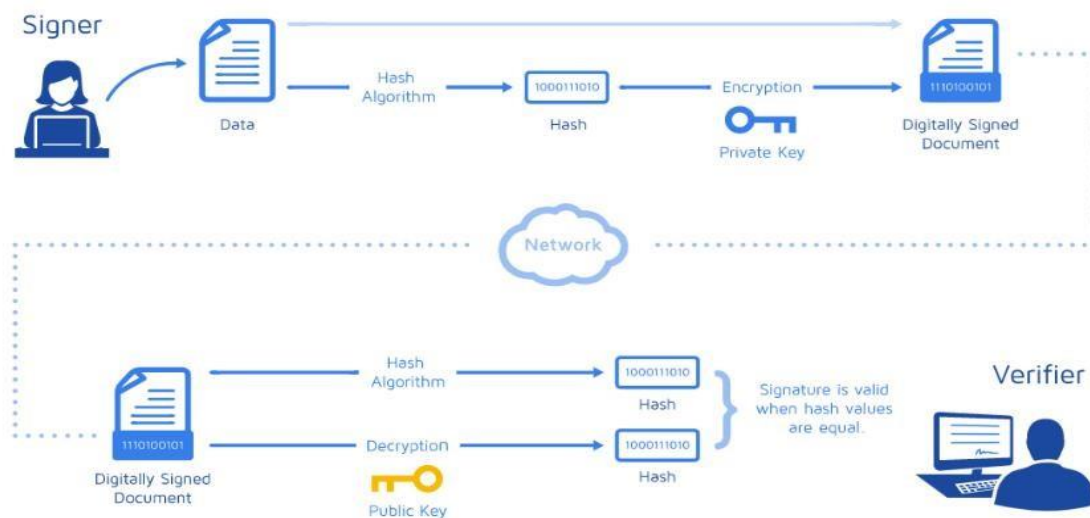 Signer
Data
Hash
Algorithm
1000111010
Hash
Encryption
Private Key
1110100101
Digitally Signed
Document
Network
1110100101
Digitally Signed
Document
Hash
Algorithm
1000111010
Hash
Decryption
Public Key
1000111010
Hash
Signature is valid
when hash values
are equal.
Verifier